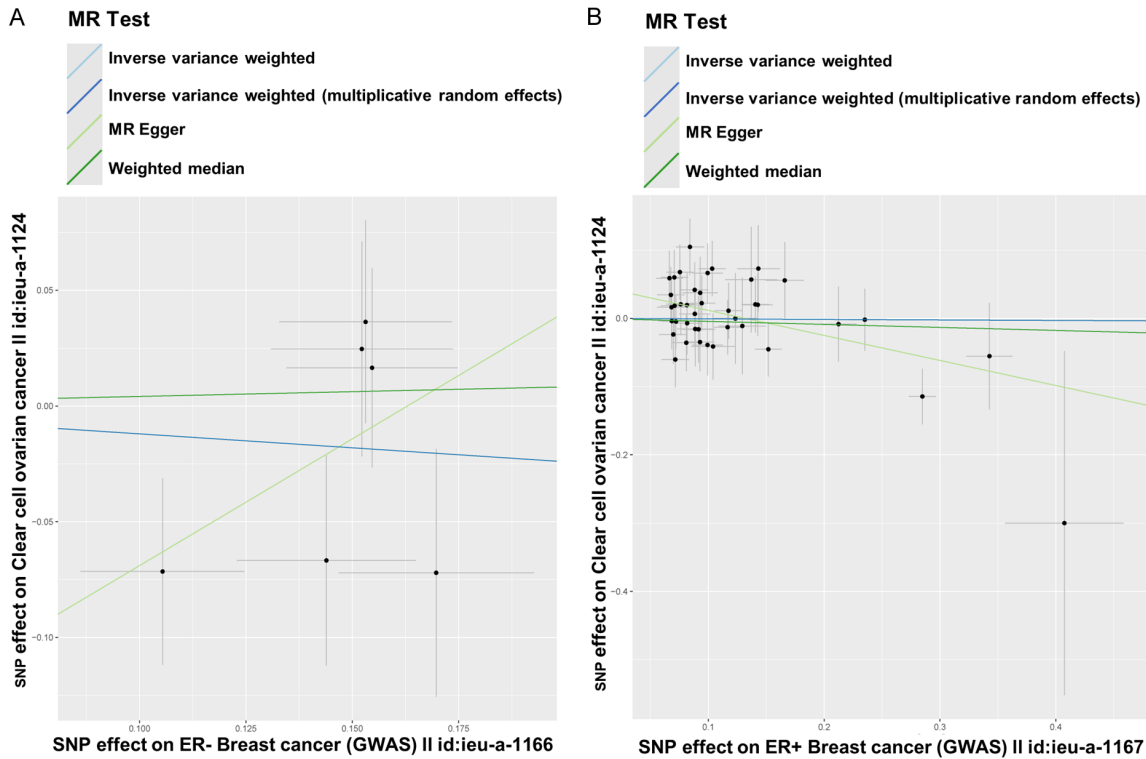 A
MR Test
Inverse variance weighted
Inverse variance weighted (multiplicative random effects)
MR Egger
Weighted median
SNP effect on Clear cell ovarian cancer II id:ieu-a-1124
0.05
0.00
−0.05
−0.10
0.100
0.125
0.150
0.175
SNP effect on ER- Breast cancer (GWAS) II id:ieu-a-1166
B
MR Test
Inverse variance weighted
Inverse variance weighted (multiplicative random effects)
MR Egger
Weighted median
SNP effect on Clear cell ovarian cancer II id:ieu-a-1124
0.0
−0.2
−0.4
0.1
0.2
0.3
0.4
SNP effect on ER+ Breast cancer (GWAS) II id:ieu-a-1167